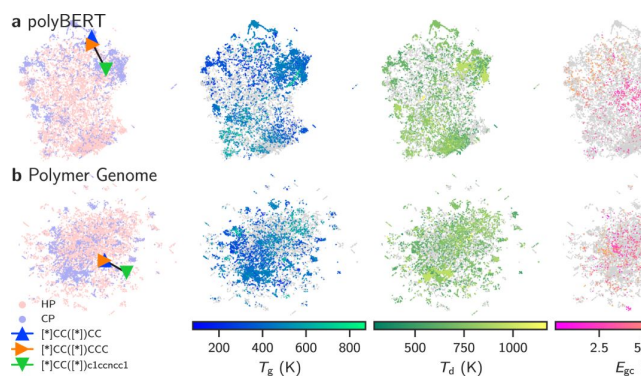 a polyBERT
b Polymer Genome
HP
CP
[*]CC([*])CC
[*]CC([*])CCC
[*]CC([*])c1ccncc1
200 400 600 800
Tg (K)
500 750 1000
Td (K)
2.5 5
Egc